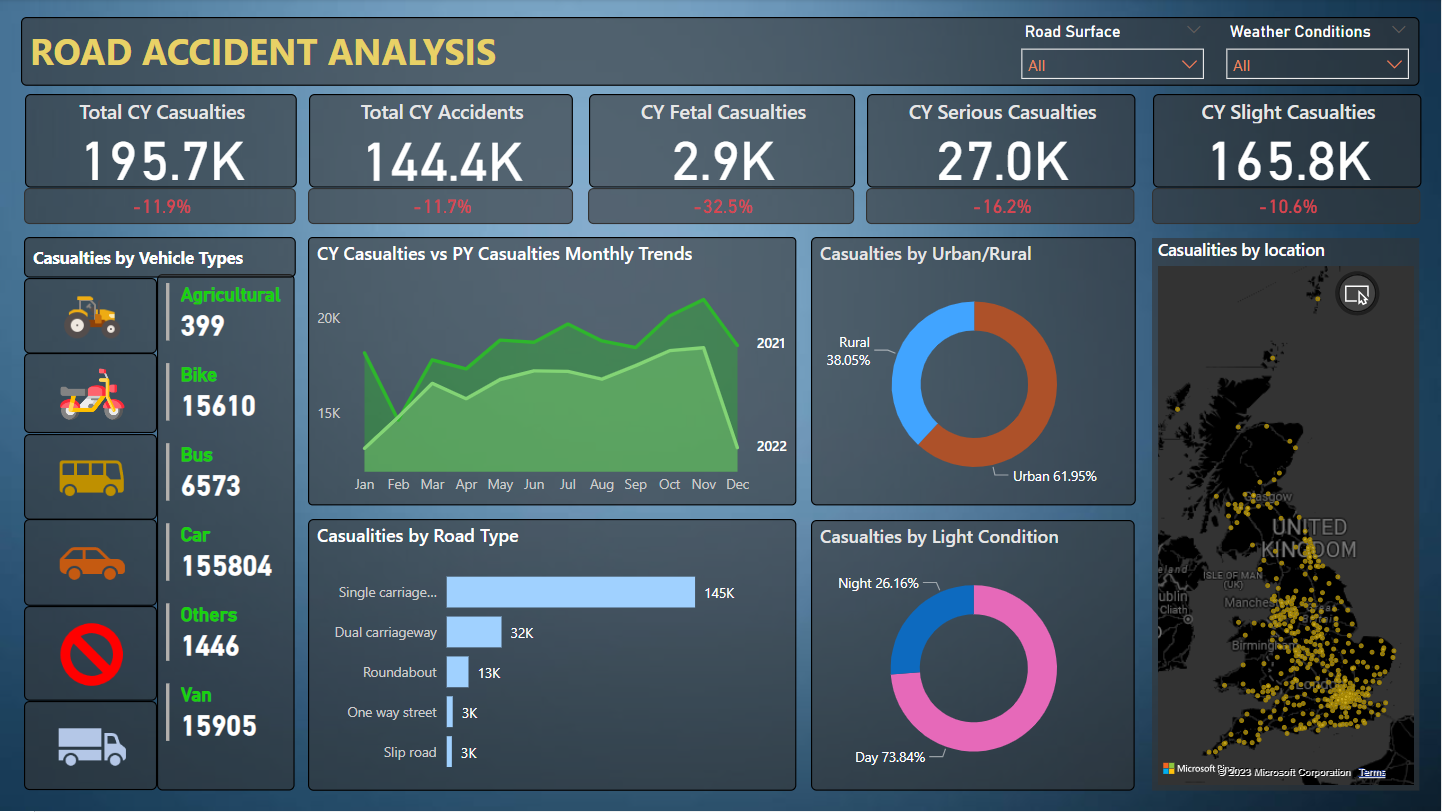 ROAD ACCIDENT ANALYSIS
Road Surface
All
Weather Conditions
All
Total CY Casualties
195.7K
-11.9%
Total CY Accidents
144.4K
-11.7%
CY Fetal Casualties
2.9K
-32.5%
CY Serious Casualties
27.0K
-16.2%
CY Slight Casualties
165.8K
-10.6%
Casulties by Vehicle Types
Agricultural
399
Bike
15610
Bus
6573
Car
155804
Others
1446
Van
15905
CY Casualties vs PY Casualties Monthly Trends
20K
15K
2021
2022
Jan Feb Mar Apr May Jun Jul Aug Sep Oct Nov Dec
Casualities by Road Type
Single carriage... 145K
Dual carriageway 32K
Roundabout 13K
One way street 3K
Slip road 3K
Casualties by Urban/Rural
Rural
38.05%
Urban 61.95%
Casualties by Light Condition
Night 26.16%
Day 73.84%
Casualities by location
Glasgow
UNITED
KINGDOM
ISLE OF MAN
(UK)
Manches
Birmingh
Microsoft Bing
© 2023 Microsoft Corporation
Terms